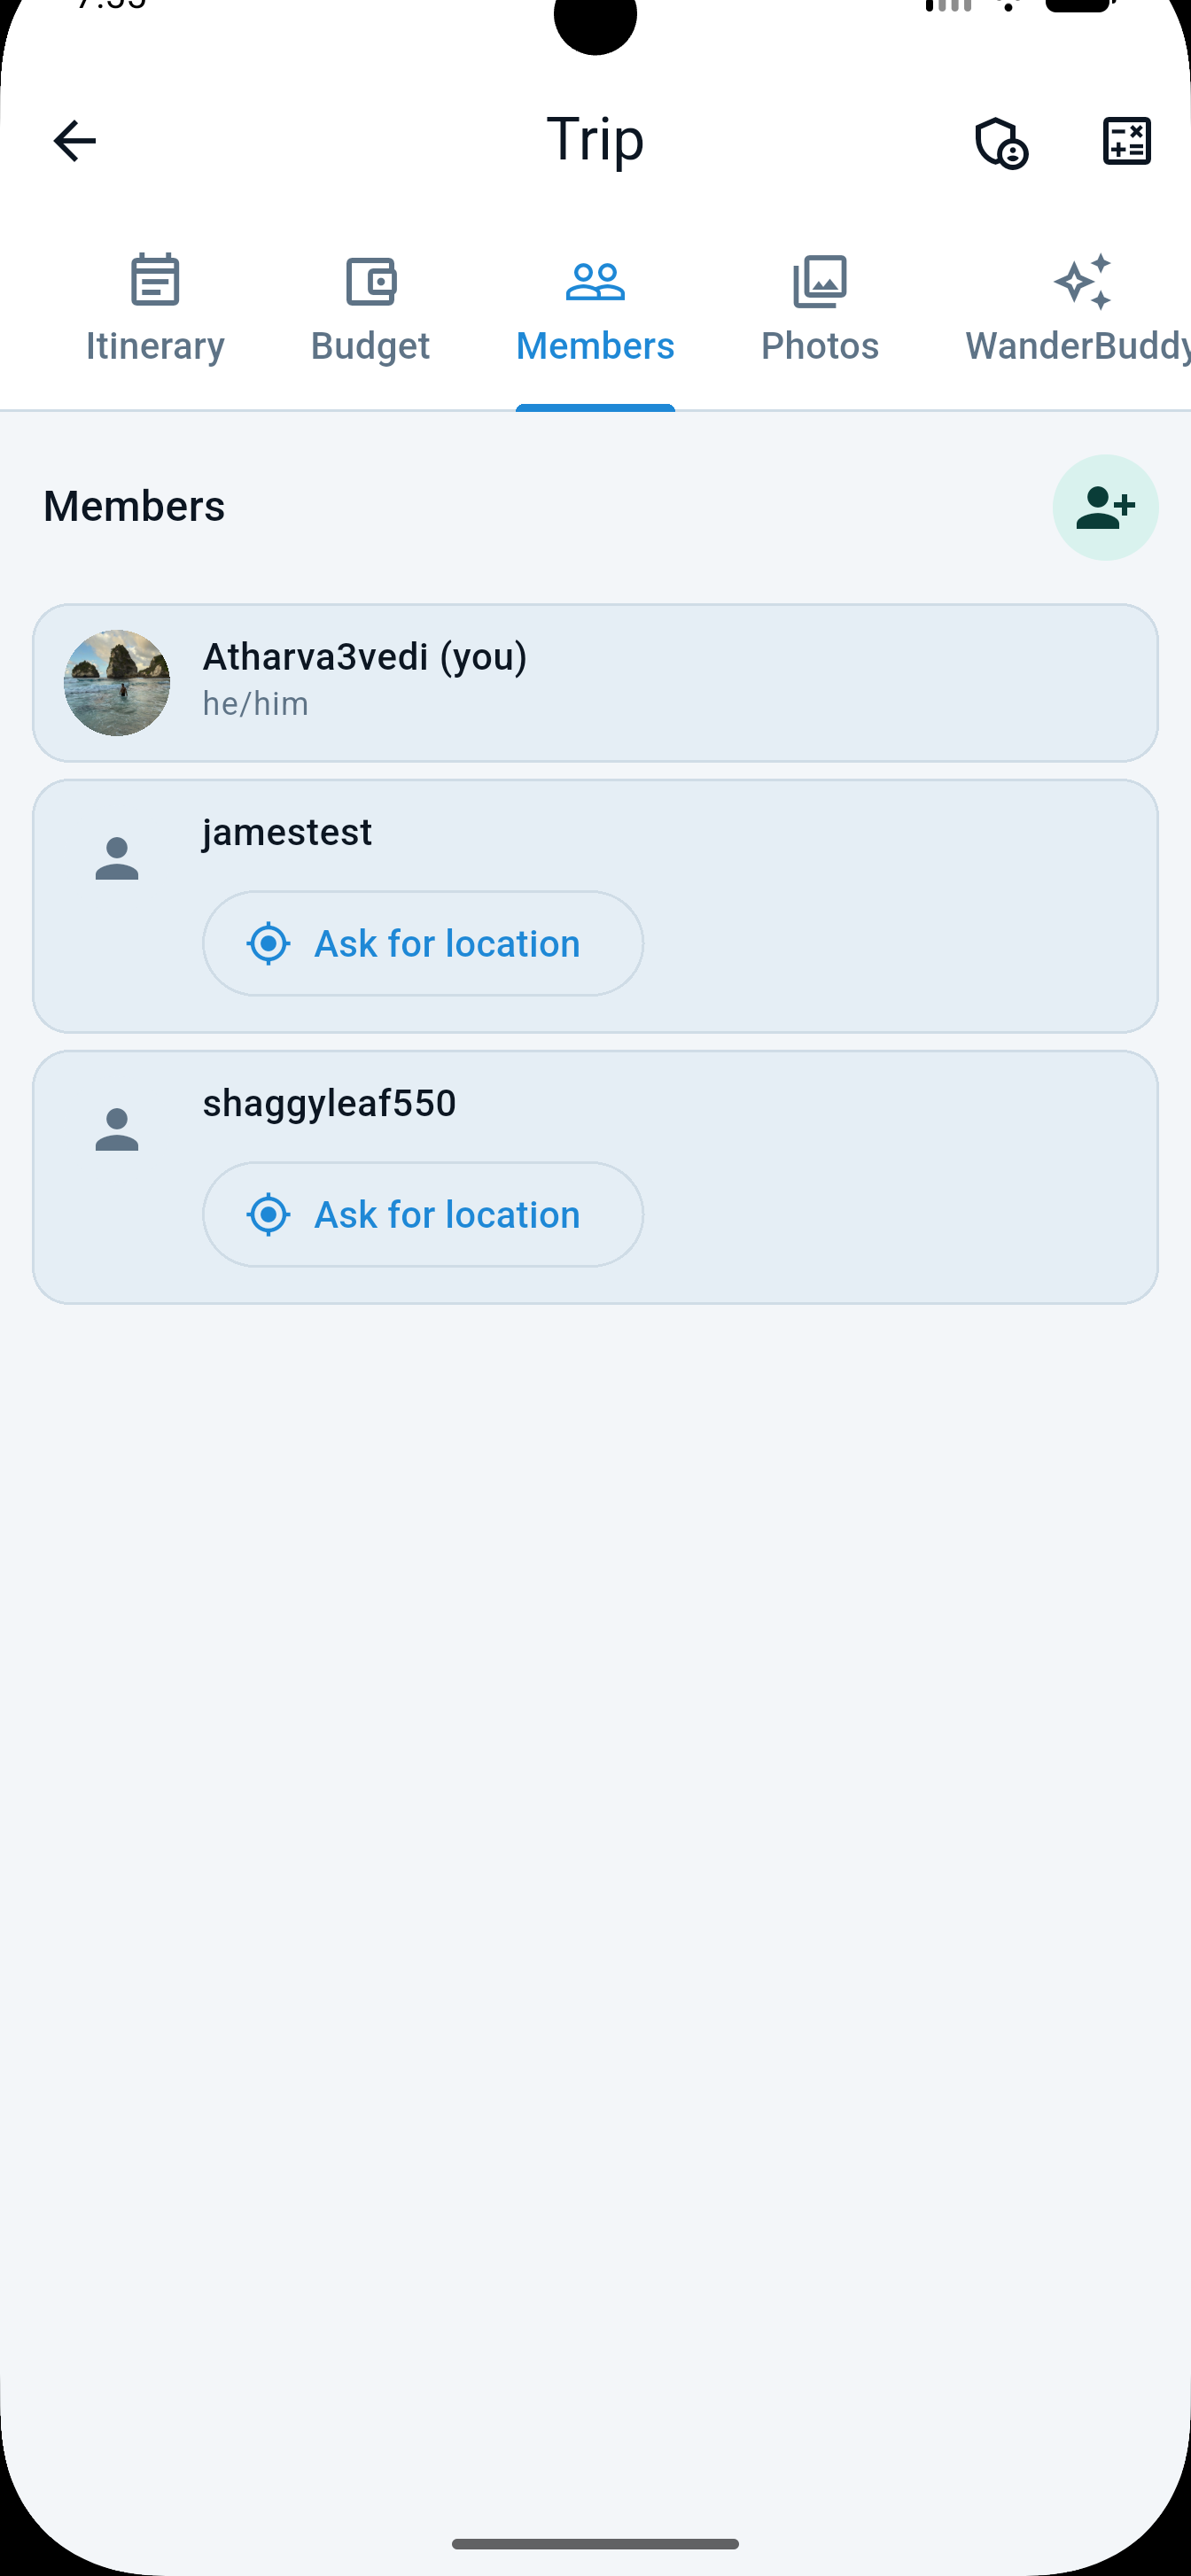 Trip
Itinerary
Budget
Members
Photos
WanderBuddy
Members
Atharva3vedi (you)
he/him
jamestest
Ask for location
shaggyleaf550
Ask for location